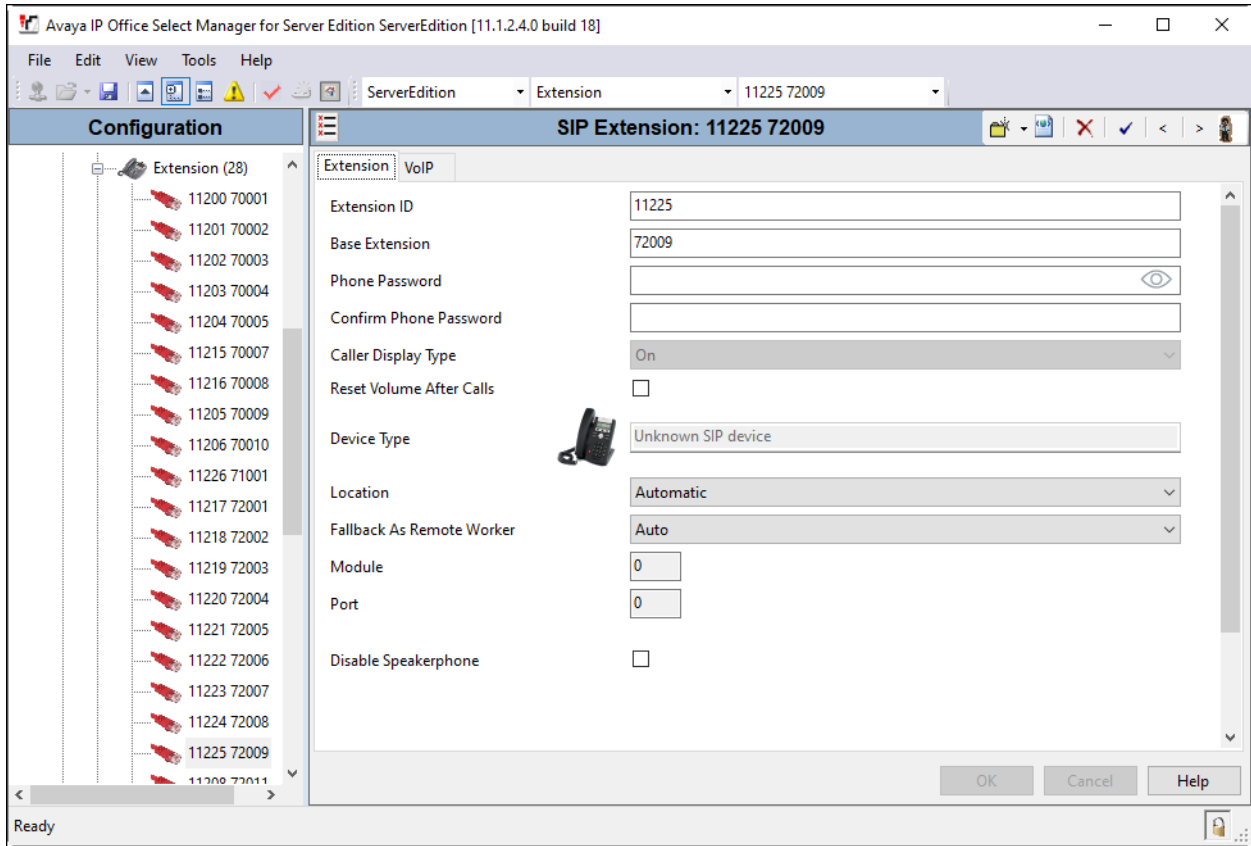 Avaya IP Office Select Manager for Server Edition ServerEdition [11.1.2.4.0 build 18]
File Edit View Tools Help
ServerEdition Extension 11225 72009
Configuration
SIP Extension: 11225 72009
Extension (28)
11200 70001
11201 70002
11202 70003
11203 70004
11204 70005
11215 70007
11216 70008
11205 70009
11206 70010
11226 71001
11217 72001
11218 72002
11219 72003
11220 72004
11221 72005
11222 72006
11223 72007
11224 72008
11225 72009
11208 72011
Extension VoIP
Extension ID 11225
Base Extension 72009
Phone Password
Confirm Phone Password
Caller Display Type On
Reset Volume After Calls
Device Type Unknown SIP device
Location Automatic
Fallback As Remote Worker Auto
Module 0
Port 0
Disable Speakerphone
OK Cancel Help
Ready